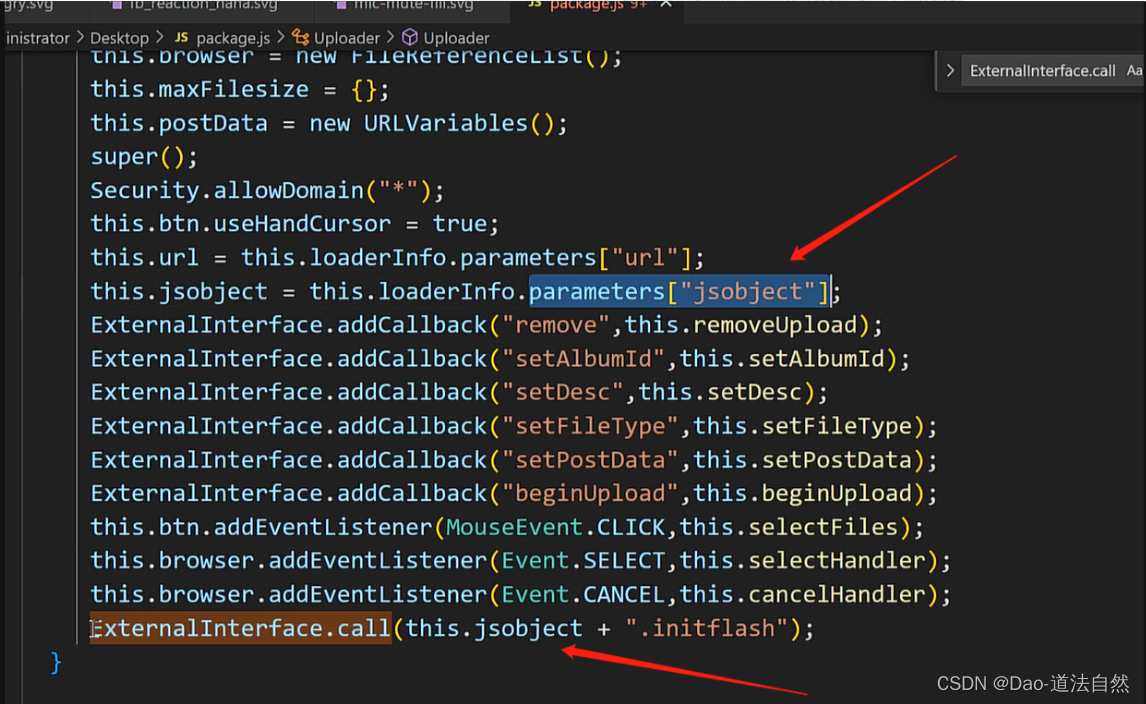 gry.svg fb_reaction_haha.svg mic-mute-fill.svg JS package.js 9+ ✕
inistrator > Desktop > JS package.js > Uploader > Uploader
this.browser = new FileReferenceList();
ExternalInterface.call Aa
this.maxFilesize = {};
this.postData = new URLVariables();
super();
Security.allowDomain("*");
this.btn.useHandCursor = true;
this.url = this.loaderInfo.parameters["url"];
this.jsobject = this.loaderInfo.parameters["jsobject"];
ExternalInterface.addCallback("remove",this.removeUpload);
ExternalInterface.addCallback("setAlbumId",this.setAlbumId);
ExternalInterface.addCallback("setDesc",this.setDesc);
ExternalInterface.addCallback("setFileType",this.setFileType);
ExternalInterface.addCallback("setPostData",this.setPostData);
ExternalInterface.addCallback("beginUpload",this.beginUpload);
this.btn.addEventListener(MouseEvent.CLICK,this.selectFiles);
this.browser.addEventListener(Event.SELECT,this.selectHandler);
this.browser.addEventListener(Event.CANCEL,this.cancelHandler);
ExternalInterface.call(this.jsobject + ".initflash");
}
CSDN @Dao-道法自然